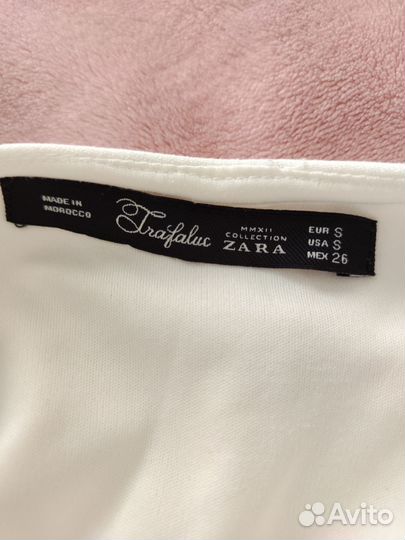 MADE IN
MOROCCO
Trafaluc
MMXII
COLLECTION
ZARA
EUR S
USA S
MEX 26
Avito